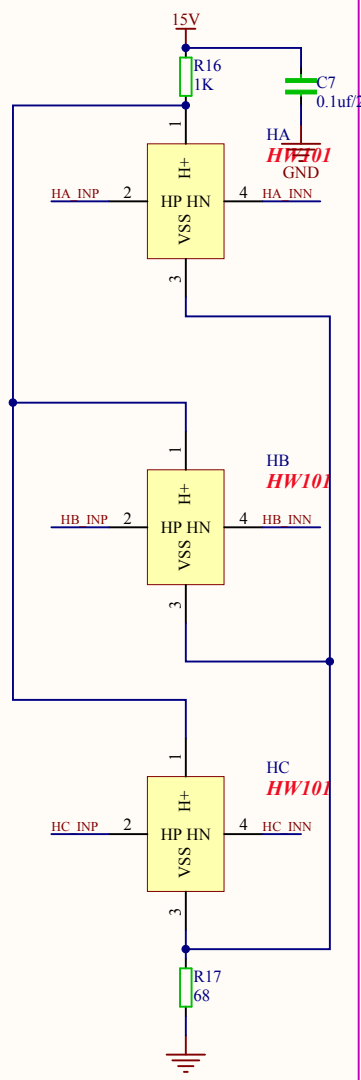 15V
R16
1K
C7
0.1uf/2
1
HA
HW101
GND
H+
HA_INP 2 HP HN 4 HA_INN
VSS
3
1
HB
HW101
H+
HB_INP 2 HP HN 4 HB_INN
VSS
3
1
HC
HW101
H+
HC_INP 2 HP HN 4 HC_INN
VSS
3
R17
68